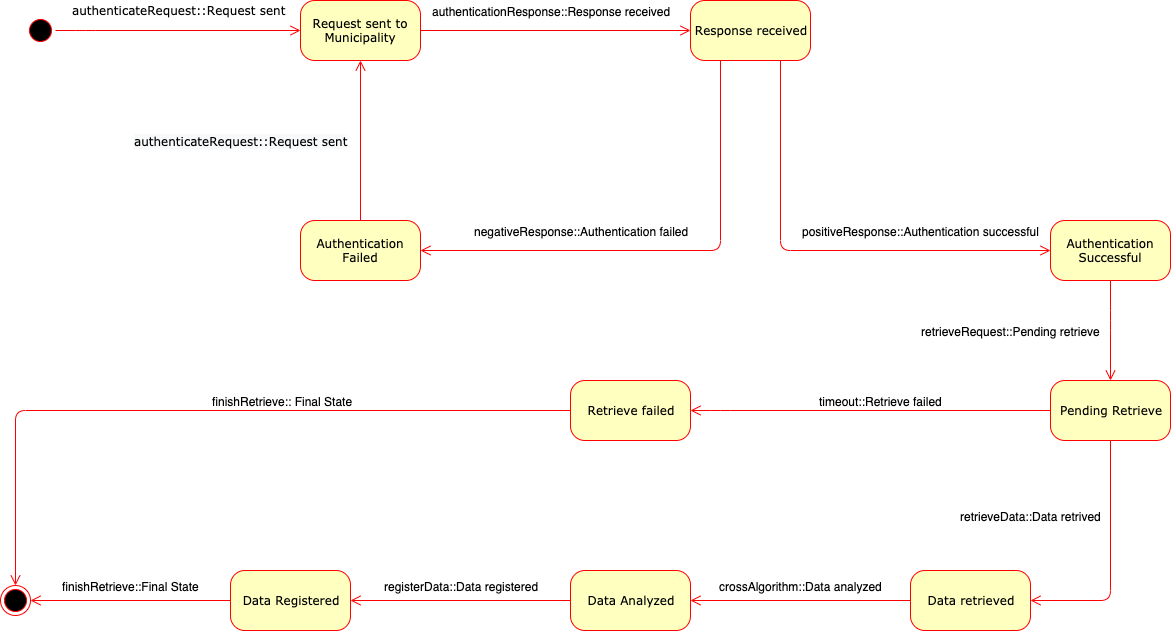 authenticateRequest::Request sent
Request sent to
Municipality
authenticationResponse::Response received
Response received
authenticateRequest::Request sent
negativeResponse::Authentication failed
positiveResponse::Authentication successful
Authentication
Failed
Authentication
Successful
retrieveRequest::Pending retrieve
finishRetrieve:: Final State
Retrieve failed
timeout::Retrieve failed
Pending Retrieve
retrieveData::Data retrived
finishRetrieve::Final State
Data Registered
registerData::Data registered
Data Analyzed
crossAlgorithm::Data analyzed
Data retrieved